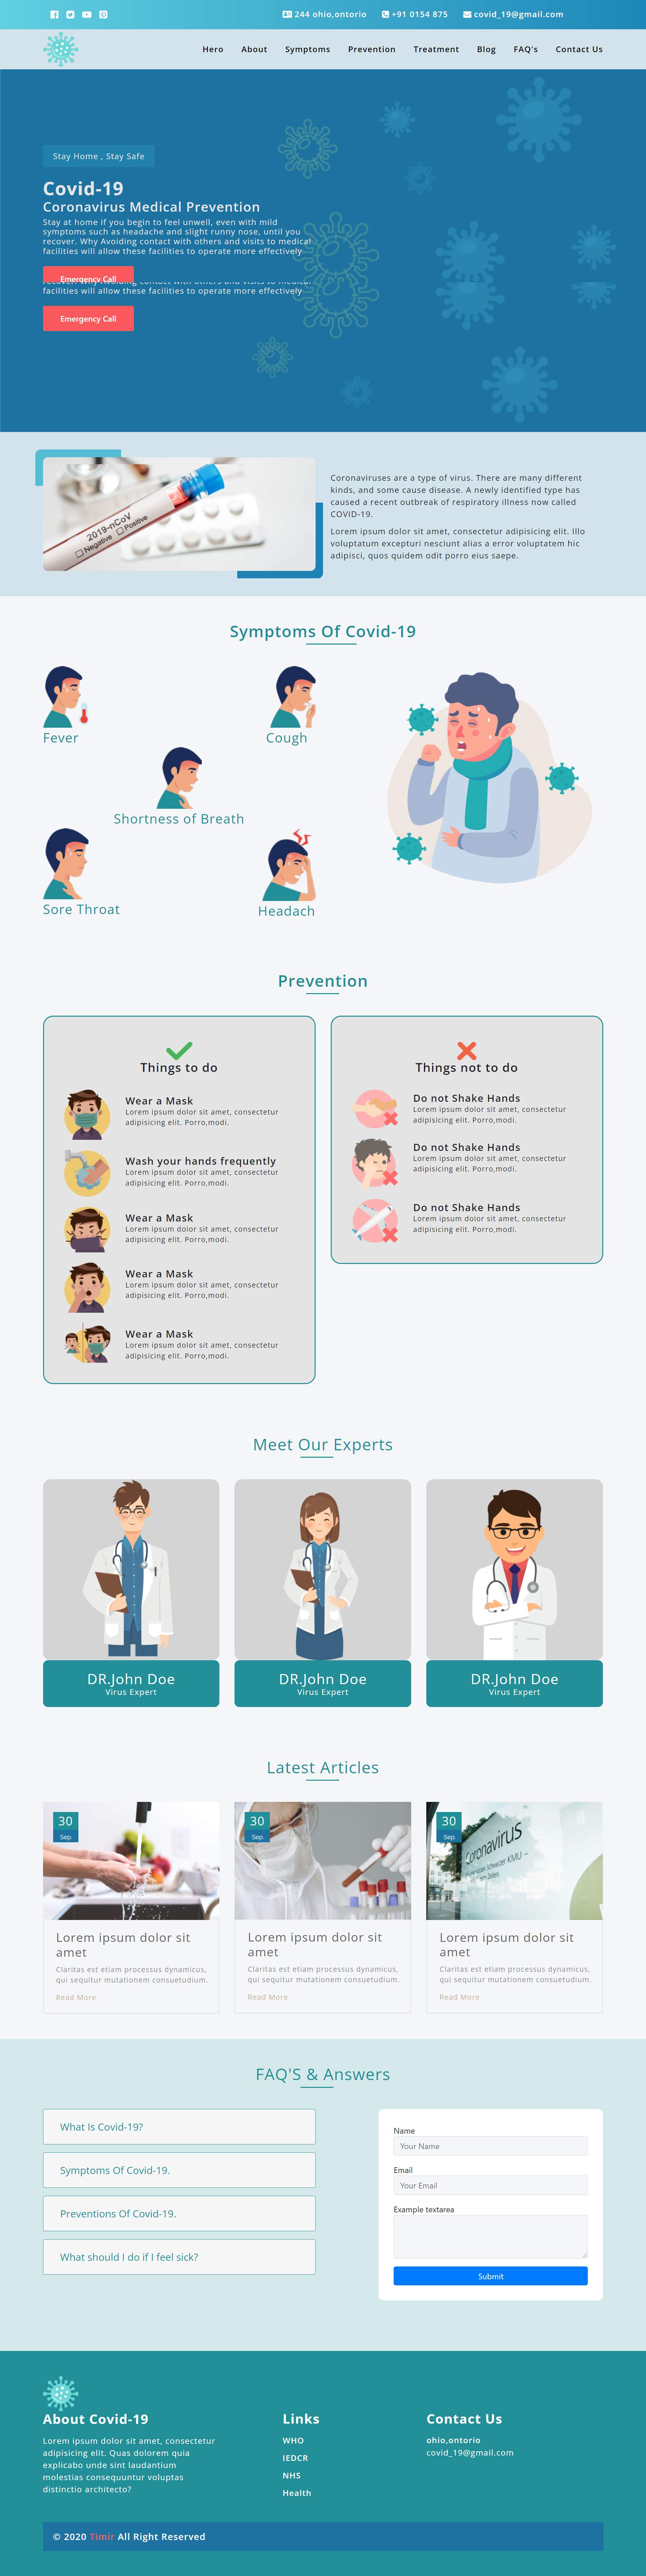 244 ohio,ontorio +91 0154 875 covid_19@gmail.com
Hero About Symptoms Prevention Treatment Blog FAQ's Contact Us
Stay Home , Stay Safe
Covid-19
Coronavirus Medical Prevention
Stay at home if you begin to feel unwell, even with mild
symptoms such as headache and slight runny nose, until you
recover. Why Avoiding contact with others and visits to medical
facilities will allow these facilities to operate more effectively
Emergency Call
recover. Why Avoiding contact with others and visits to medical
facilities will allow these facilities to operate more effectively
Emergency Call
2019-nCoV
Negative Positive
Coronaviruses are a type of virus. There are many different
kinds, and some cause disease. A newly identified type has
caused a recent outbreak of respiratory illness now called
COVID-19.
Lorem ipsum dolor sit amet, consectetur adipisicing elit. Illo
voluptatum excepturi nesciunt alias a error voluptatem hic
adipisci, quos quidem odit porro eius saepe.
Symptoms Of Covid-19
Fever
Cough
Shortness of Breath
Sore Throat
Headach
Prevention
Things to do
Wear a Mask
Lorem ipsum dolor sit amet, consectetur
adipisicing elit. Porro,modi.
Wash your hands frequently
Lorem ipsum dolor sit amet, consectetur
adipisicing elit. Porro,modi.
Wear a Mask
Lorem ipsum dolor sit amet, consectetur
adipisicing elit. Porro,modi.
Wear a Mask
Lorem ipsum dolor sit amet, consectetur
adipisicing elit. Porro,modi.
Wear a Mask
Lorem ipsum dolor sit amet, consectetur
adipisicing elit. Porro,modi.
Things not to do
Do not Shake Hands
Lorem ipsum dolor sit amet, consectetur
adipisicing elit. Porro,modi.
Do not Shake Hands
Lorem ipsum dolor sit amet, consectetur
adipisicing elit. Porro,modi.
Do not Shake Hands
Lorem ipsum dolor sit amet, consectetur
adipisicing elit. Porro,modi.
Meet Our Experts
DR.John Doe
Virus Expert
DR.John Doe
Virus Expert
DR.John Doe
Virus Expert
Latest Articles
30
Sep.
Lorem ipsum dolor sit
amet
Claritas est etiam processus dynamicus,
qui sequitur mutationem consuetudium.
Read More
30
Sep.
Lorem ipsum dolor sit
amet
Claritas est etiam processus dynamicus,
qui sequitur mutationem consuetudium.
Read More
30
Sep.
Coronavirus
Lorem ipsum dolor sit
amet
Claritas est etiam processus dynamicus,
qui sequitur mutationem consuetudium.
Read More
FAQ'S & Answers
What Is Covid-19?
Symptoms Of Covid-19.
Preventions Of Covid-19.
What should I do if I feel sick?
Name
Your Name
Email
Your Email
Example textarea
Submit
About Covid-19
Lorem ipsum dolor sit amet, consectetur
adipisicing elit. Quas dolorem quia
explicabo unde sint laudantium
molestias consequuntur voluptas
distinctio architecto?
Links
WHO
IEDCR
NHS
Health
Contact Us
ohio,ontorio
covid_19@gmail.com
© 2020 Timir All Right Reserved